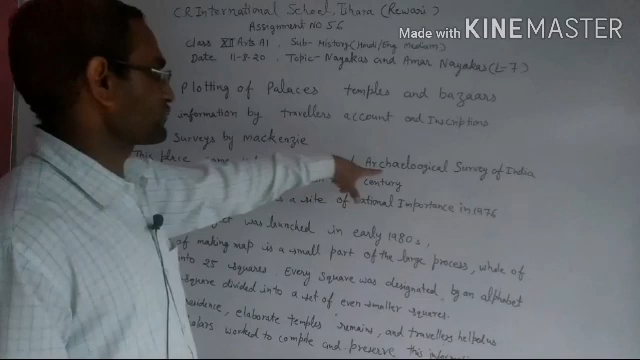 C.R International School, Ishara (Rewari)
Assignment NO 56
Made with KINEMASTER
Class XII Arts A1 , Sub- History (Hindi/Eng medium)
Date 11-8-20 , Topic- Nayakas and Amar Nayakas (L-7)
Plotting of Palaces temples and bazaars
information by travellers account and Inscriptions
Surveys by mackenzie
This place Archaeloogical Survey of India
century
is a site of national Importance in 1976
was launched in early 1980s,
of making map is a small part of the large process, whole of
into 25 squares. Every square was designated by an alphabet
square divided into a set of even smaller squares.
elaborate temples remains, and travellers helped us
worked to compile and preserve this